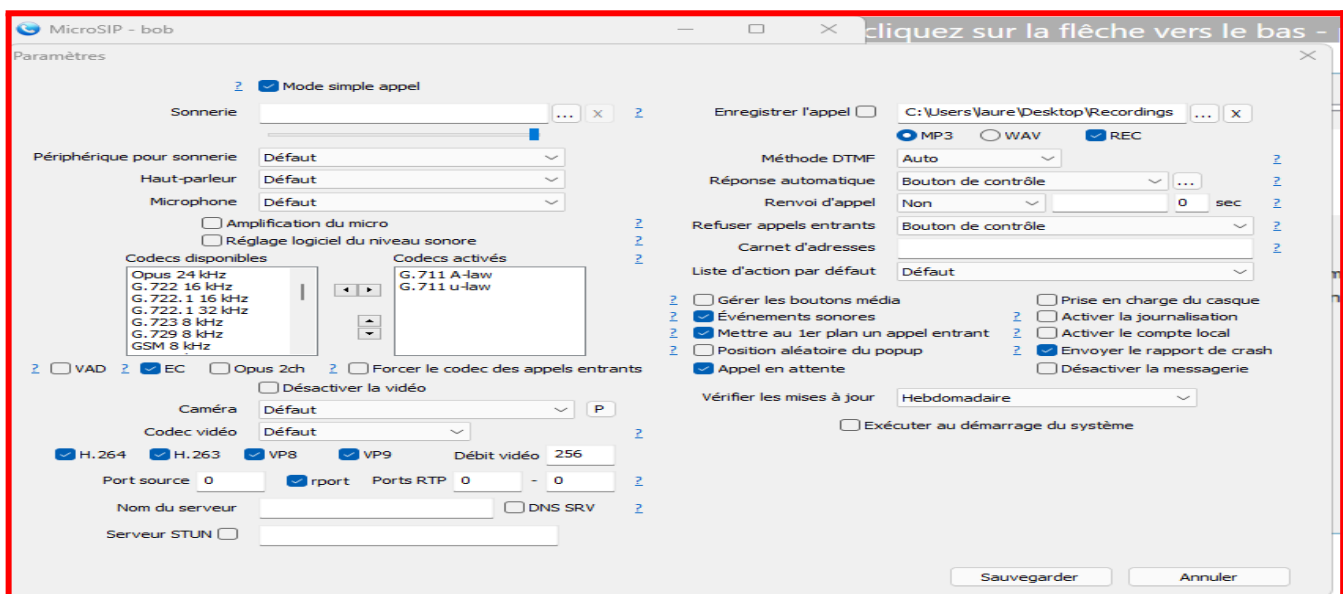 MicroSIP - bob
cliquez sur la flêche vers le bas -
Paramètres
? Mode simple appel
Sonnerie ... x ?
Périphérique pour sonnerie Défaut
Haut-parleur Défaut
Microphone Défaut
Amplification du micro ?
Réglage logiciel du niveau sonore ?
Codecs disponibles Codecs activés ?
Opus 24 kHz
G.722 16 kHz
G.722.1 16 kHz
G.722.1 32 kHz
G.723 8 kHz
G.729 8 kHz
GSM 8 kHz
G.711 A-law
G.711 u-law
? VAD ? EC Opus 2ch ? Forcer le codec des appels entrants
Désactiver la vidéo
Caméra Défaut P
Codec vidéo Défaut ?
H.264 H.263 VP8 VP9 Débit vidéo 256
Port source 0 rport Ports RTP 0 - 0 ?
Nom du serveur DNS SRV ?
Serveur STUN
Enregistrer l'appel C:\Users\laure\Desktop\Recordings ... x
MP3 WAV REC
Méthode DTMF Auto ?
Réponse automatique Bouton de contrôle ... ?
Renvoi d'appel Non 0 sec ?
Refuser appels entrants Bouton de contrôle ?
Carnet d'adresses ?
Liste d'action par défaut Défaut
? Gérer les boutons média Prise en charge du casque
? Événements sonores ? Activer la journalisation
? Mettre au 1er plan un appel entrant ? Activer le compte local
? Position aléatoire du popup ? Envoyer le rapport de crash
Appel en attente Désactiver la messagerie
Vérifier les mises à jour Hebdomadaire
Exécuter au démarrage du système
Sauvegarder Annuler